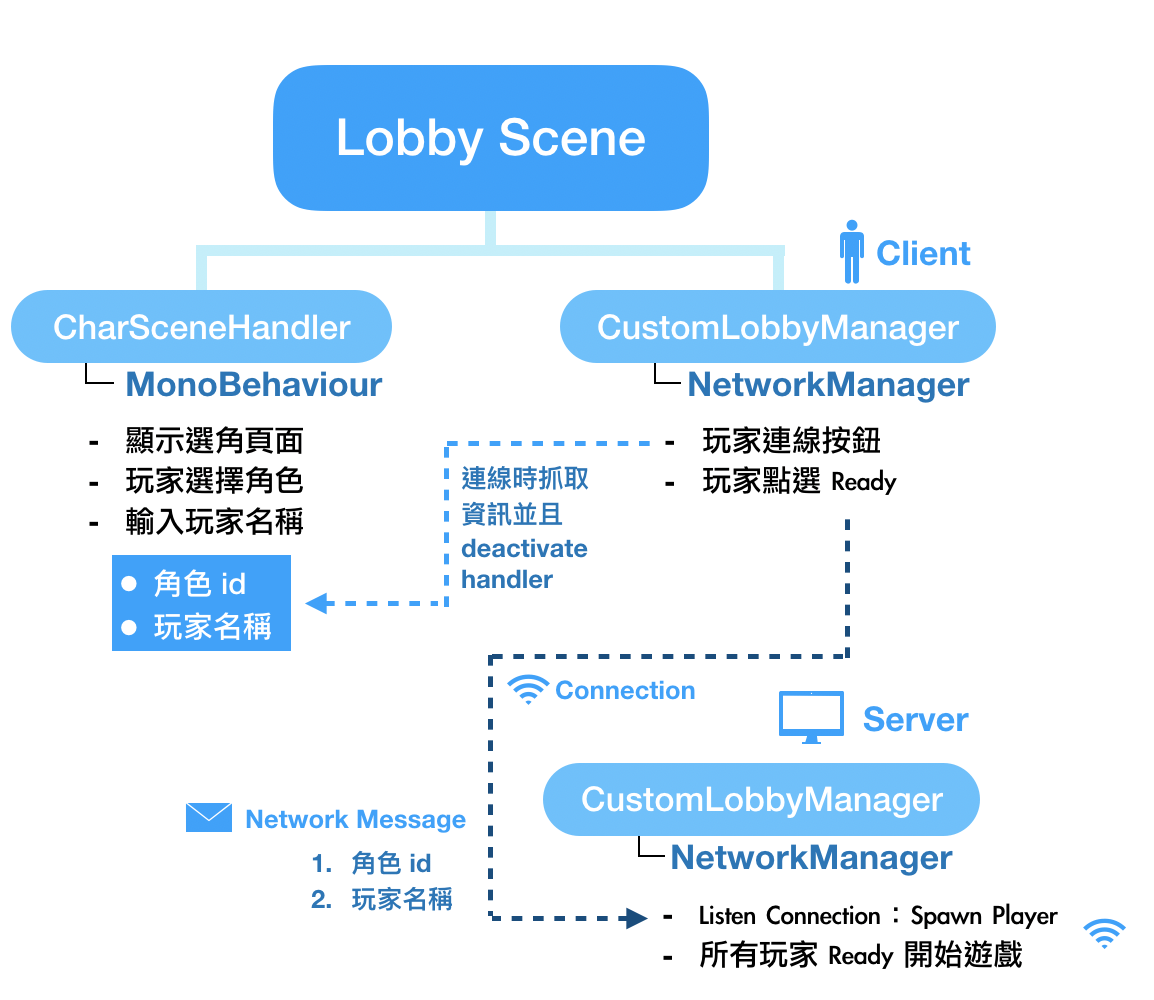 Lobby Scene
Client
CharSceneHandler
MonoBehaviour
- 顯示選角頁面
- 玩家選擇角色
- 輸入玩家名稱
• 角色 id
• 玩家名稱
CustomLobbyManager
NetworkManager
- 玩家連線按鈕
- 玩家點選 Ready
連線時抓取
資訊並且
deactivate
handler
Connection
Server
CustomLobbyManager
NetworkManager
Network Message
1. 角色 id
2. 玩家名稱
- Listen Connection：Spawn Player
- 所有玩家 Ready 開始遊戲